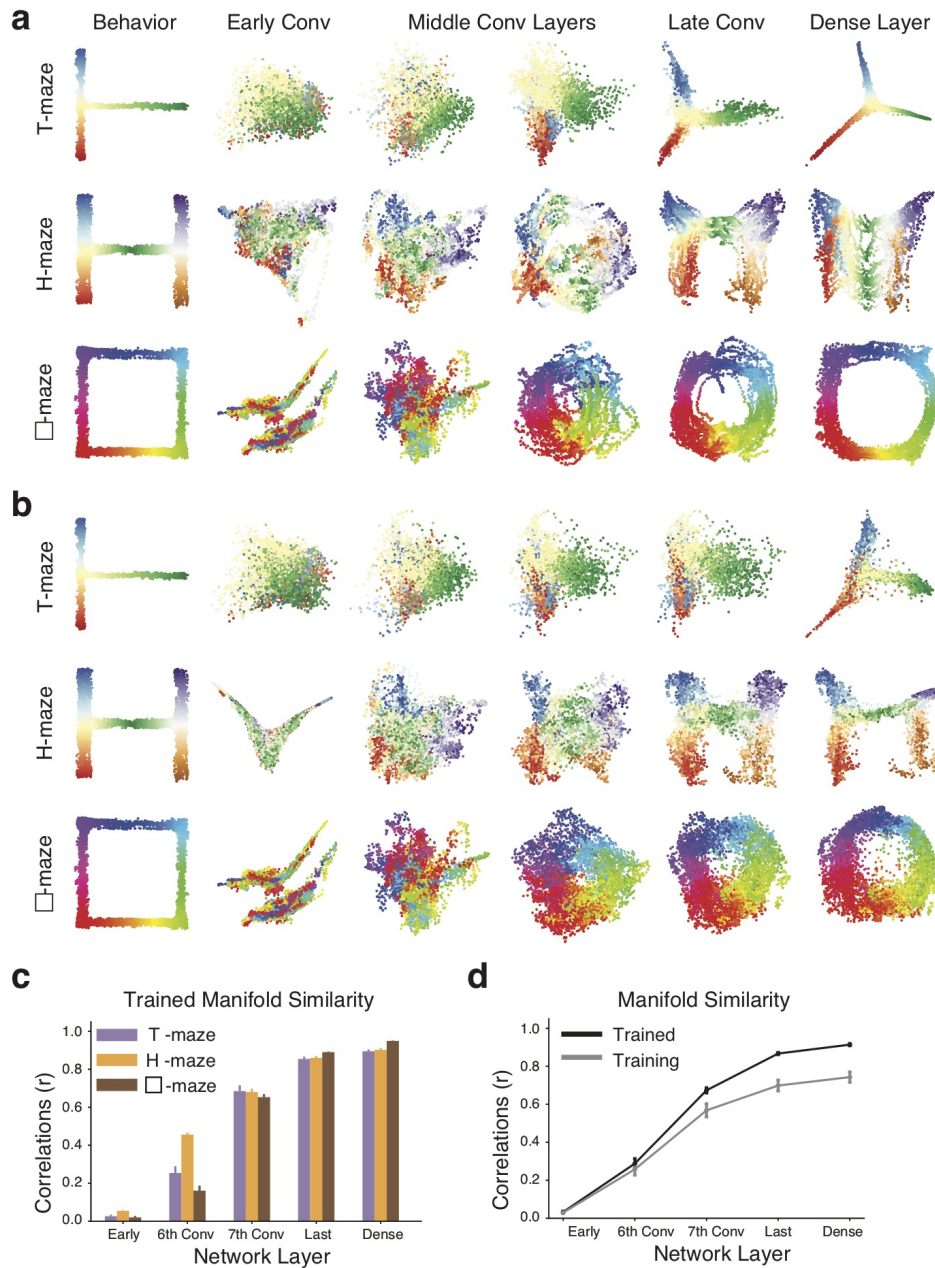 a
Behavior Early Conv Middle Conv Layers Late Conv Dense Layer
T-maze
H-maze
□-maze
b
T-maze
H-maze
□-maze
c
Trained Manifold Similarity
T -maze
H -maze
□-maze
Correlations (r)
1.0
0.8
0.6
0.4
0.2
0.0
Early 6th Conv 7th Conv Last Dense
Network Layer
d
Manifold Similarity
Trained
Training
Correlations (r)
1.0
0.8
0.6
0.4
0.2
0.0
Early 6th Conv 7th Conv Last Dense
Network Layer